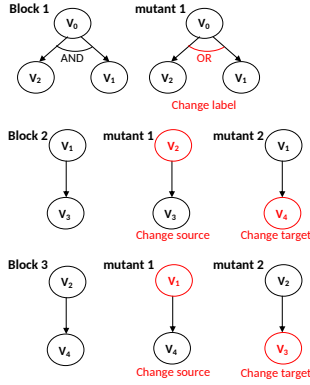 Block 1 mutant 1
V0 V0
AND OR
V2 V1 V2 V1
Change label
Block 2 mutant 1 mutant 2
V1 V2 V1
V3 V3 V4
Change source Change target
Block 3 mutant 1 mutant 2
V2 V1 V2
V4 V4 V3
Change source Change target